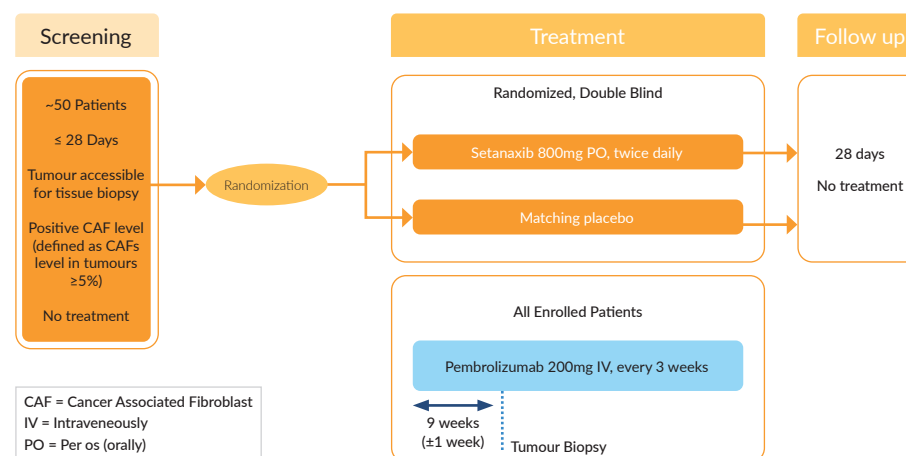 Screening
~50 Patients
≤ 28 Days
Tumour accessible
for tissue biopsy
Positive CAF level
(defined as CAFs
level in tumours
≥5%)
No treatment
Randomization
Treatment
Randomized, Double Blind
Setanaxib 800mg PO, twice daily
Matching placebo
All Enrolled Patients
Pembrolizumab 200mg IV, every 3 weeks
9 weeks
(±1 week)
Tumour Biopsy
Follow up
28 days
No treatment
CAF = Cancer Associated Fibroblast
IV = Intraveneously
PO = Per os (orally)